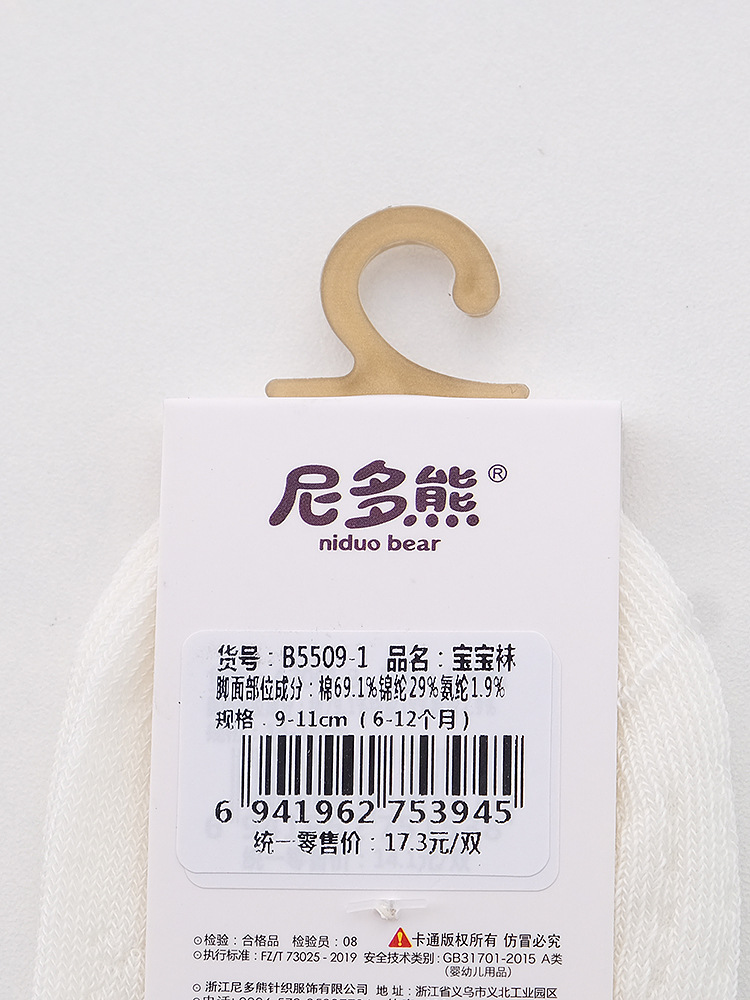 尼多熊®
niduo bear
货号：B5509-1 品名：宝宝袜
脚面部位成分：棉69.1%锦纶29%氨纶1.9%
规格：9-11cm（6-12个月）
6 941962 753945
统一零售价：17.3元/双
⊙检验：合格品 检验员：08 卡通版权所有 仿冒必究
⊙执行标准：FZ/T 73025-2019 安全技术类别：GB31701-2015 A类
（婴幼儿用品）
⊙浙江尼多熊针织服饰有限公司 地址：浙江省义乌市义北工业园区